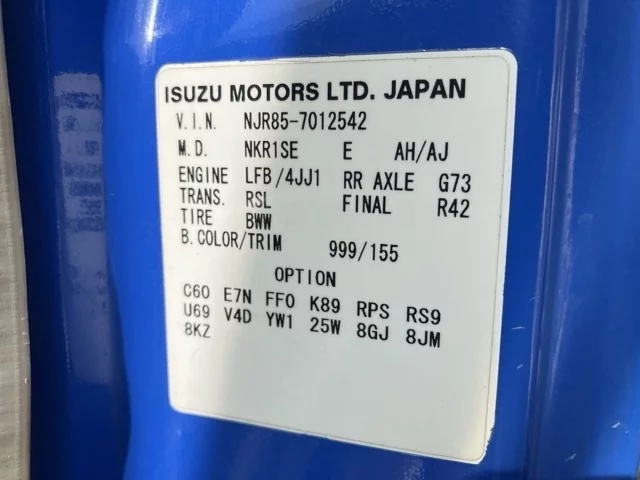 ISUZU MOTORS LTD. JAPAN
V.I.N. NJR85-7012542
M.D. NKR1SE E AH/AJ
ENGINE LFB/4JJ1 RR AXLE G73
TRANS. RSL FINAL R42
TIRE BWW
B.COLOR/TRIM 999/155
OPTION
C60 E7N FF0 K89 RPS RS9
U69 V4D YW1 25W 8GJ 8JM
8KZ